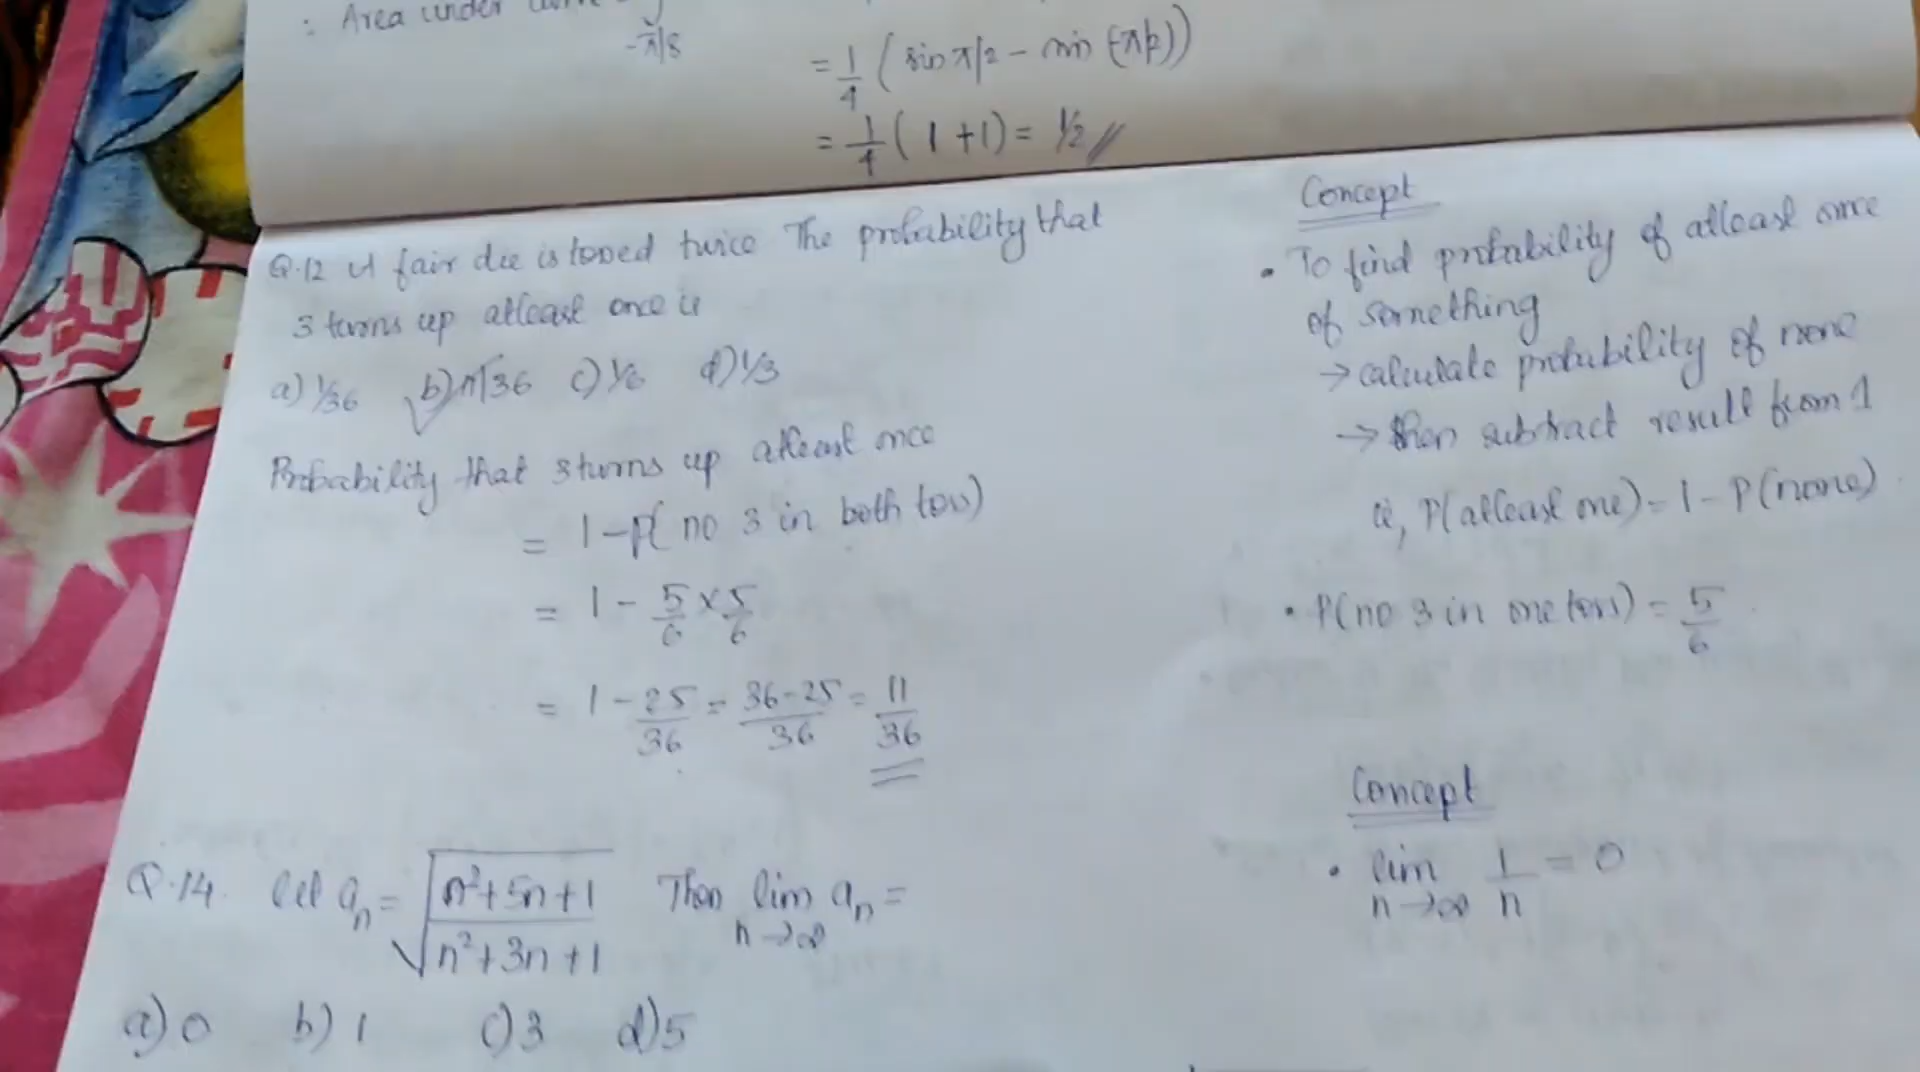 : Area under
-π/8
= 1/4 (sin π/2 - sin (-π/2))
= 1/4 (1+1) = 1/2 //
Q.12 A fair die is tossed twice The probability that
3 turns up atleast once is
a) 1/36 b) 11/36 c) 1/6 d) 1/3
Probability that 3 turns up atleast once
= 1-P( no 3 in both toss)
= 1 - 5/6 × 5/6
= 1 - 25/36 = 36-25/36 = 11/36
Concept
• To find probability of atleast once
of something
→ calculate probability of none
→ then subtract result from 1
ie, P(atleast one) = 1 - P(none)
• P(no 3 in one toss) = 5/6
Q.14. let aₙ = √(n²+5n+1 / n²+3n+1) Then lim n→∞ aₙ =
a) 0 b) 1 c) 3 d) 5
Concept
• lim n→∞ 1/n = 0